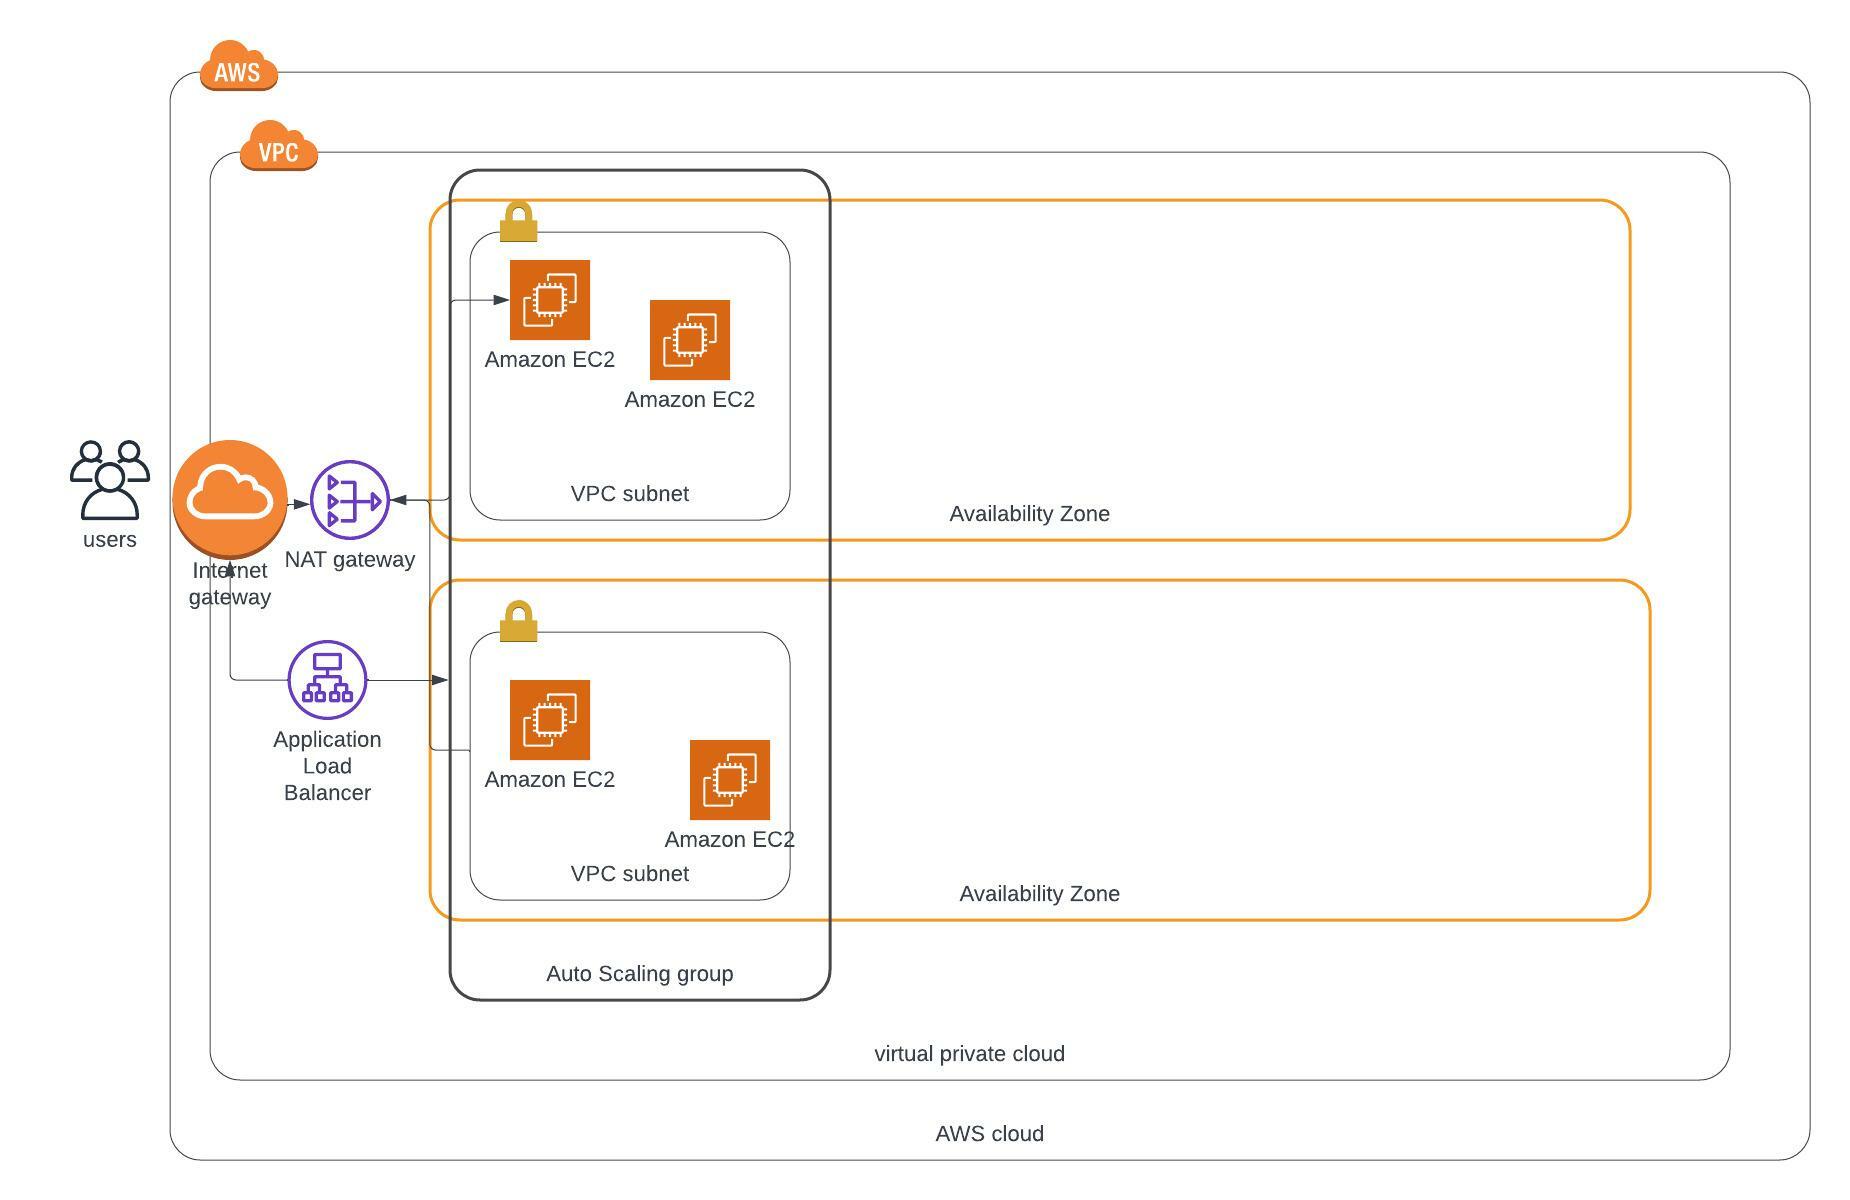 AWS
VPC
Amazon EC2
Amazon EC2
VPC subnet
Availability Zone
users
Internet
gateway
NAT gateway
Application
Load
Balancer
Amazon EC2
Amazon EC2
VPC subnet
Availability Zone
Auto Scaling group
virtual private cloud
AWS cloud